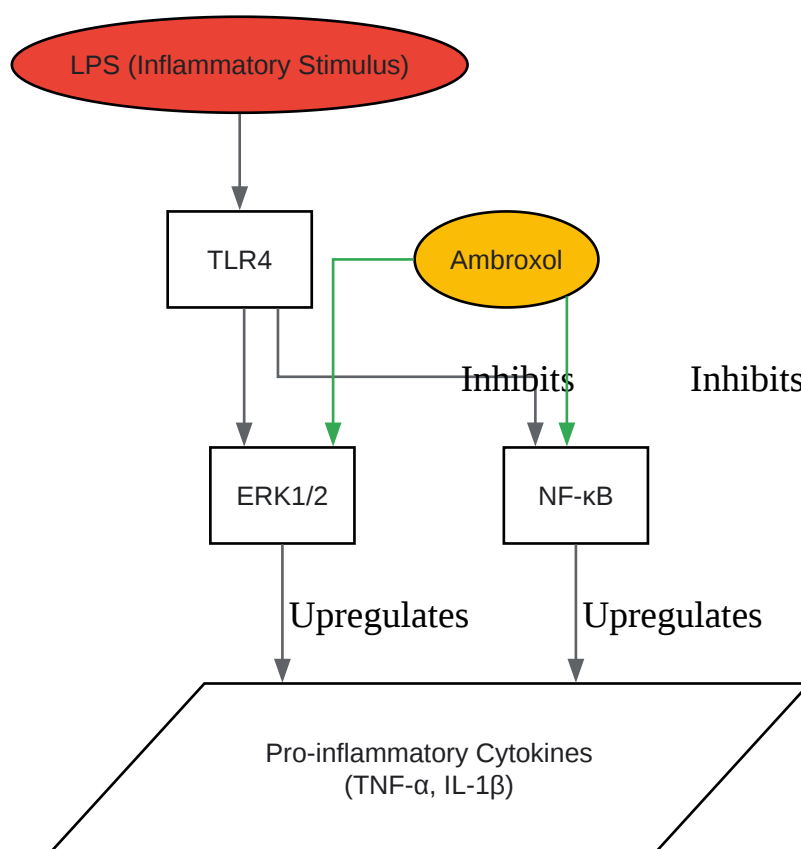 LPS (Inflammatory Stimulus)
TLR4
Ambroxol
Inhibits
Inhibits
ERK1/2
NF-κB
Upregulates
Upregulates
Pro-inflammatory Cytokines
(TNF-α, IL-1β)